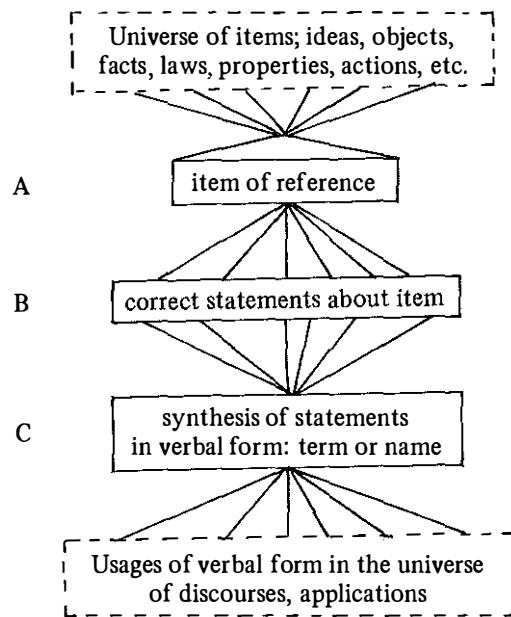 Universe of items; ideas, objects,
facts, laws, properties, actions, etc.
A
item of reference
B
correct statements about item
C
synthesis of statements
in verbal form: term or name
Usages of verbal form in the universe
of discourses, applications